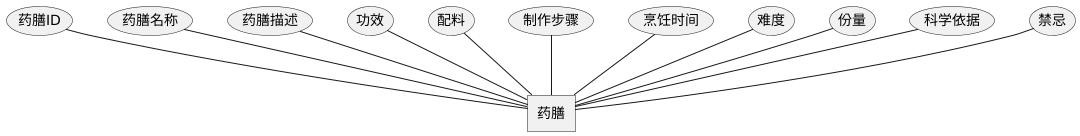 药膳ID
药膳名称
药膳描述
功效
配料
制作步骤
烹饪时间
难度
份量
科学依据
禁忌
药膳